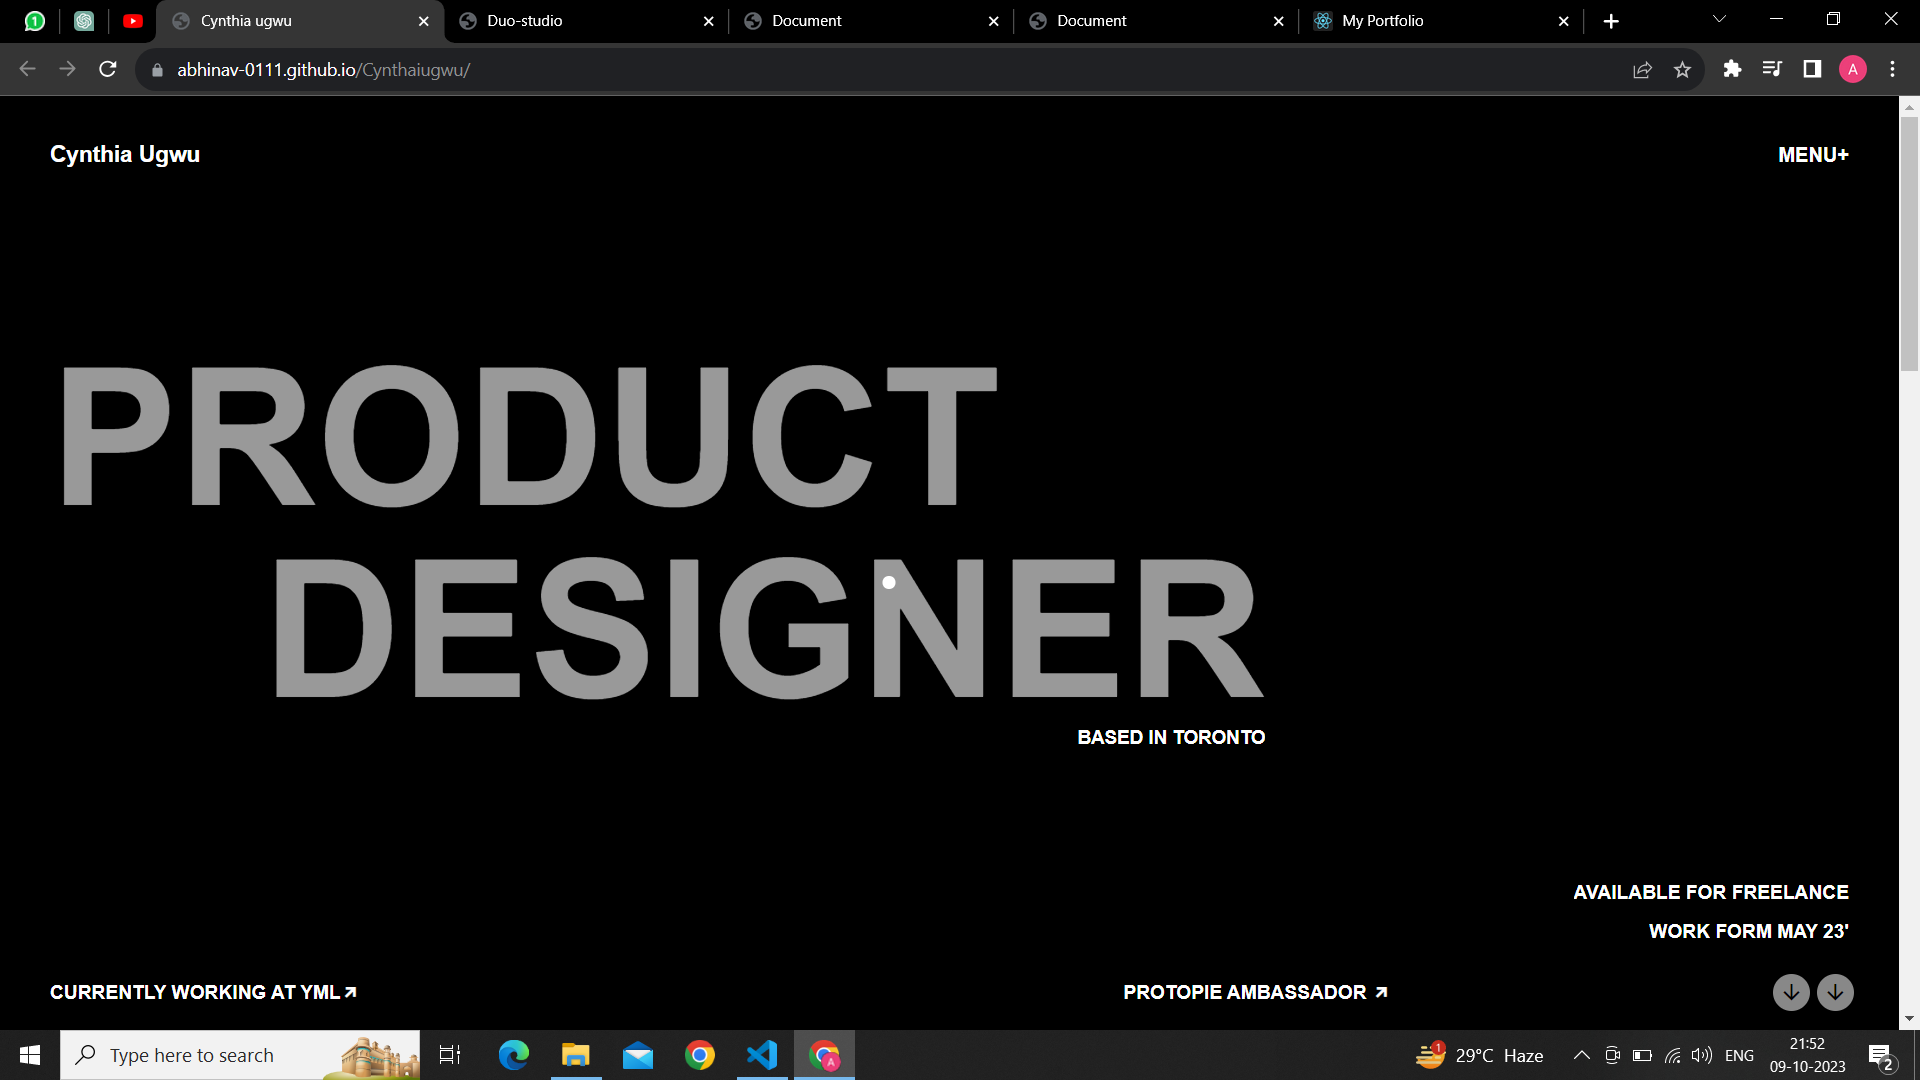 1
Cynthia ugwu
Duo-studio
Document
Document
My Portfolio
abhinav-0111.github.io/Cynthaiugwu/
A
Cynthia Ugwu
MENU+
PRODUCT
DESIGNER
BASED IN TORONTO
AVAILABLE FOR FREELANCE
WORK FORM MAY 23'
CURRENTLY WORKING AT YML
PROTOPIE AMBASSADOR
Type here to search
A
1
29°C Haze
ENG
21:52
09-10-2023
2